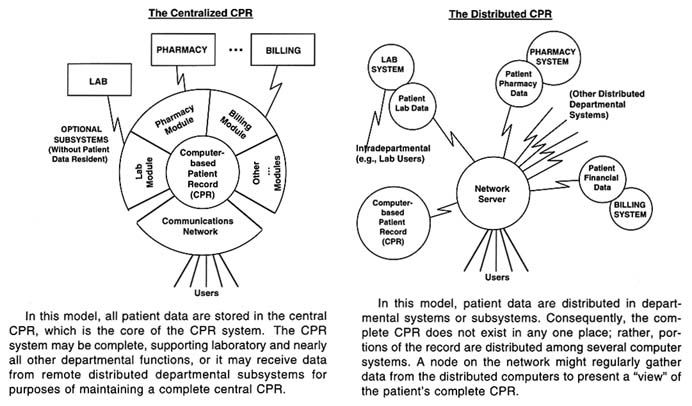 The Centralized CPR
PHARMACY
•••
BILLING
LAB
OPTIONAL
SUBSYSTEMS
(Without Patient
Data Resident)
Pharmacy
Module
Billing
Module
Lab
Module
Other
...
Modules
Computer-
based
Patient
Record
(CPR)
Communications
Network
Users
In this model, all patient data are stored in the central
CPR, which is the core of the CPR system. The CPR
system may be complete, supporting laboratory and nearly
all other departmental functions, or it may receive data
from remote distributed departmental subsystems for
purposes of maintaining a complete central CPR.
The Distributed CPR
LAB
SYSTEM
Patient
Lab Data
PHARMACY
SYSTEM
Patient
Pharmacy
Data
(Other Distributed
Departmental
Systems)
Intradepartmental
(e.g., Lab Users)
Network
Server
Patient
Financial
Data
BILLING
SYSTEM
Computer-
based
Patient
Record
(CPR)
Users
In this model, patient data are distributed in depart-
mental systems or subsystems. Consequently, the com-
plete CPR does not exist in any one place; rather, por-
tions of the record are distributed among several computer
systems. A node on the network might regularly gather
data from the distributed computers to present a "view" of
the patient's complete CPR.